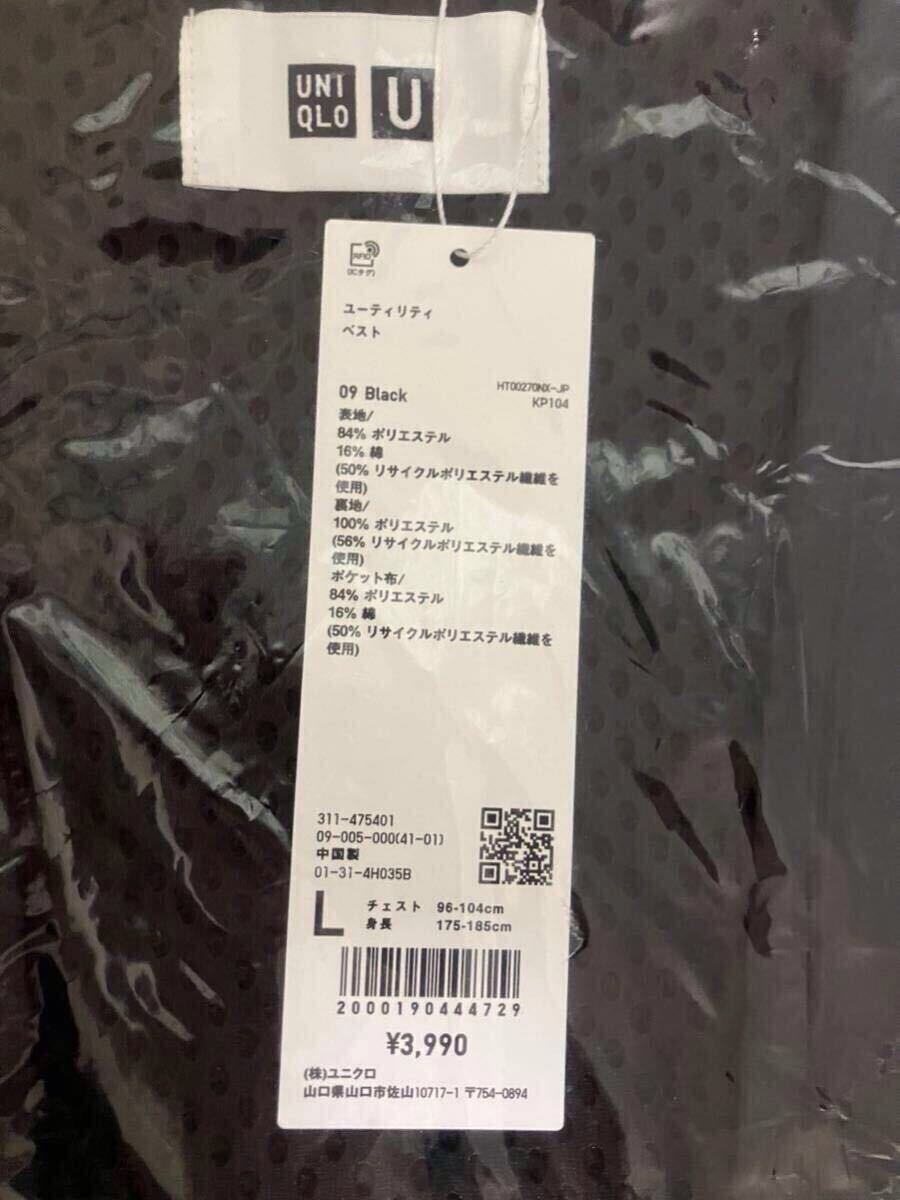 UNI
QLO
U
RFID
(ICタグ)
ユーティリティ
ベスト
09 Black
HT00270NX-JP
KP104
表地/
84% ポリエステル
16% 綿
(50% リサイクルポリエステル繊維を
使用)
裏地/
100% ポリエステル
(56% リサイクルポリエステル繊維を
使用)
ポケット布/
84% ポリエステル
16% 綿
(50% リサイクルポリエステル繊維を
使用)
311-475401
09-005-000(41-01)
中国製
01-31-4H035B
L
チェスト 96-104cm
身長 175-185cm
2000190444729
¥3,990
(株)ユニクロ
山口県山口市佐山10717-1 〒754-0894